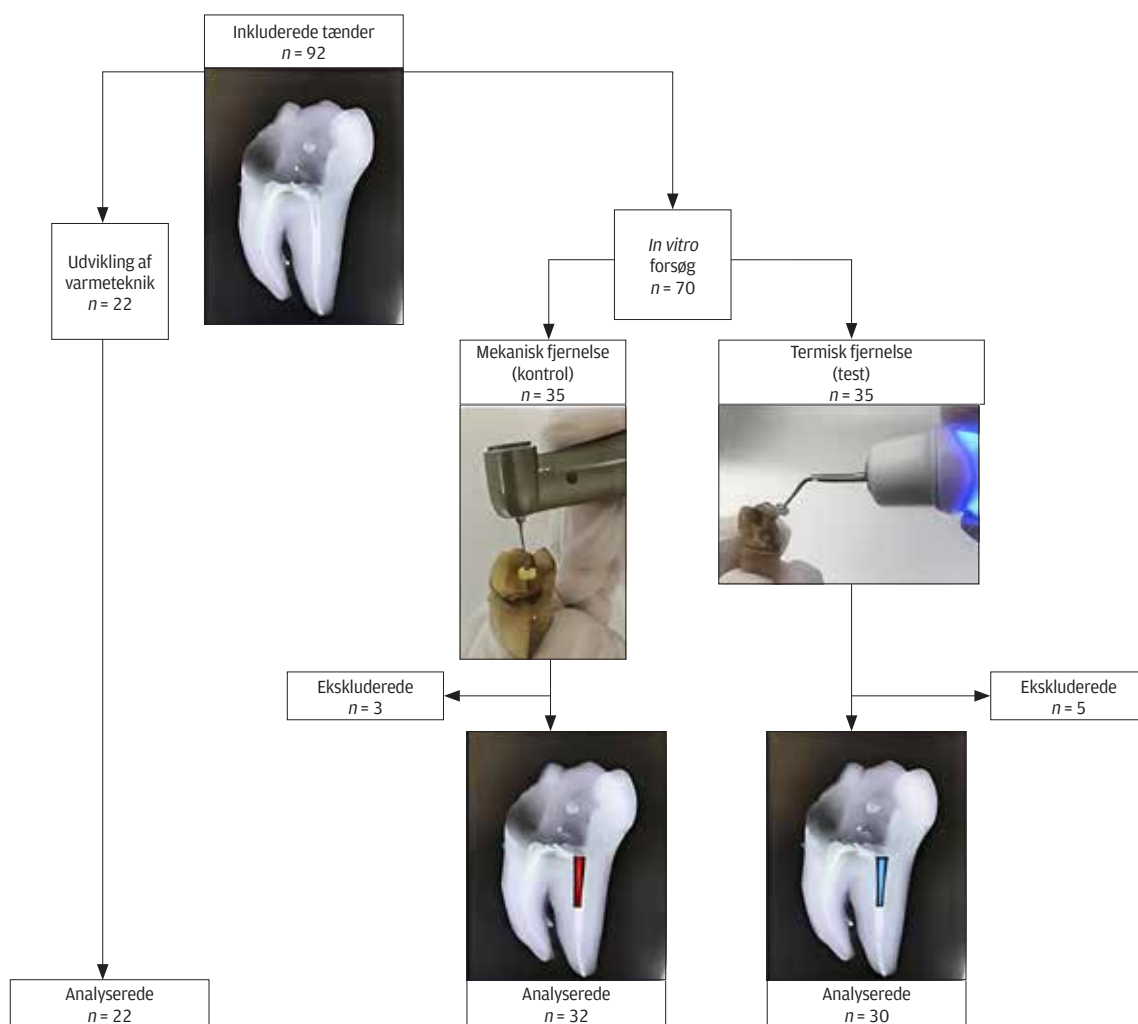 Inkluderede tænder
n = 92
Udvikling af
varmeteknik
n = 22
In vitro
forsøg
n = 70
Mekanisk fjernelse
(kontrol)
n = 35
Termisk fjernelse
(test)
n = 35
Ekskluderede
n = 3
Ekskluderede
n = 5
Analyserede
n = 22
Analyserede
n = 32
Analyserede
n = 30